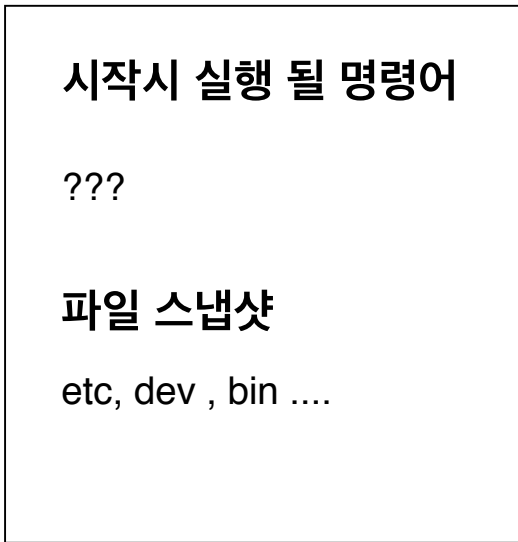 시작시 실행 될 명령어
???
파일 스냅샷
etc, dev , bin ....